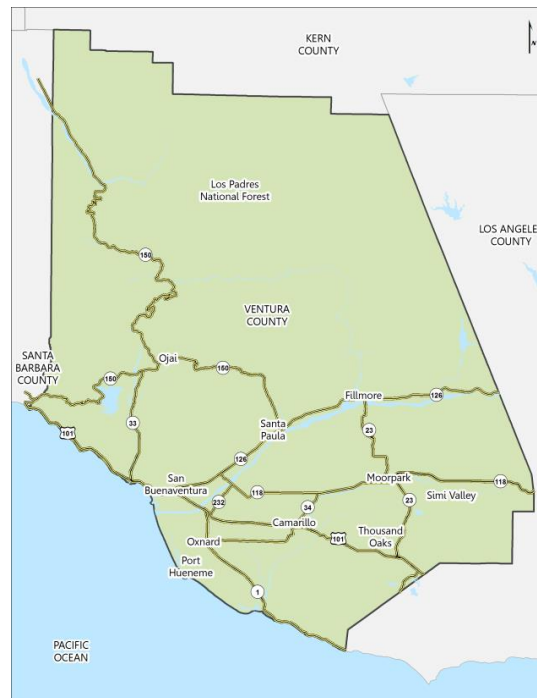 KERN
COUNTY
N
Los Padres
National Forest
LOS ANGELE
COUNTY
150
VENTURA
COUNTY
SANTA
BARBARA
COUNTY
Ojai
150
150
Fillmore
126
101
33
Santa
Paula
23
126
San
Buenaventura
Moorpark
118
118
Simi Valley
232
34
23
Camarillo
Thousand
Oaks
101
Oxnard
Port
Hueneme
1
PACIFIC
OCEAN